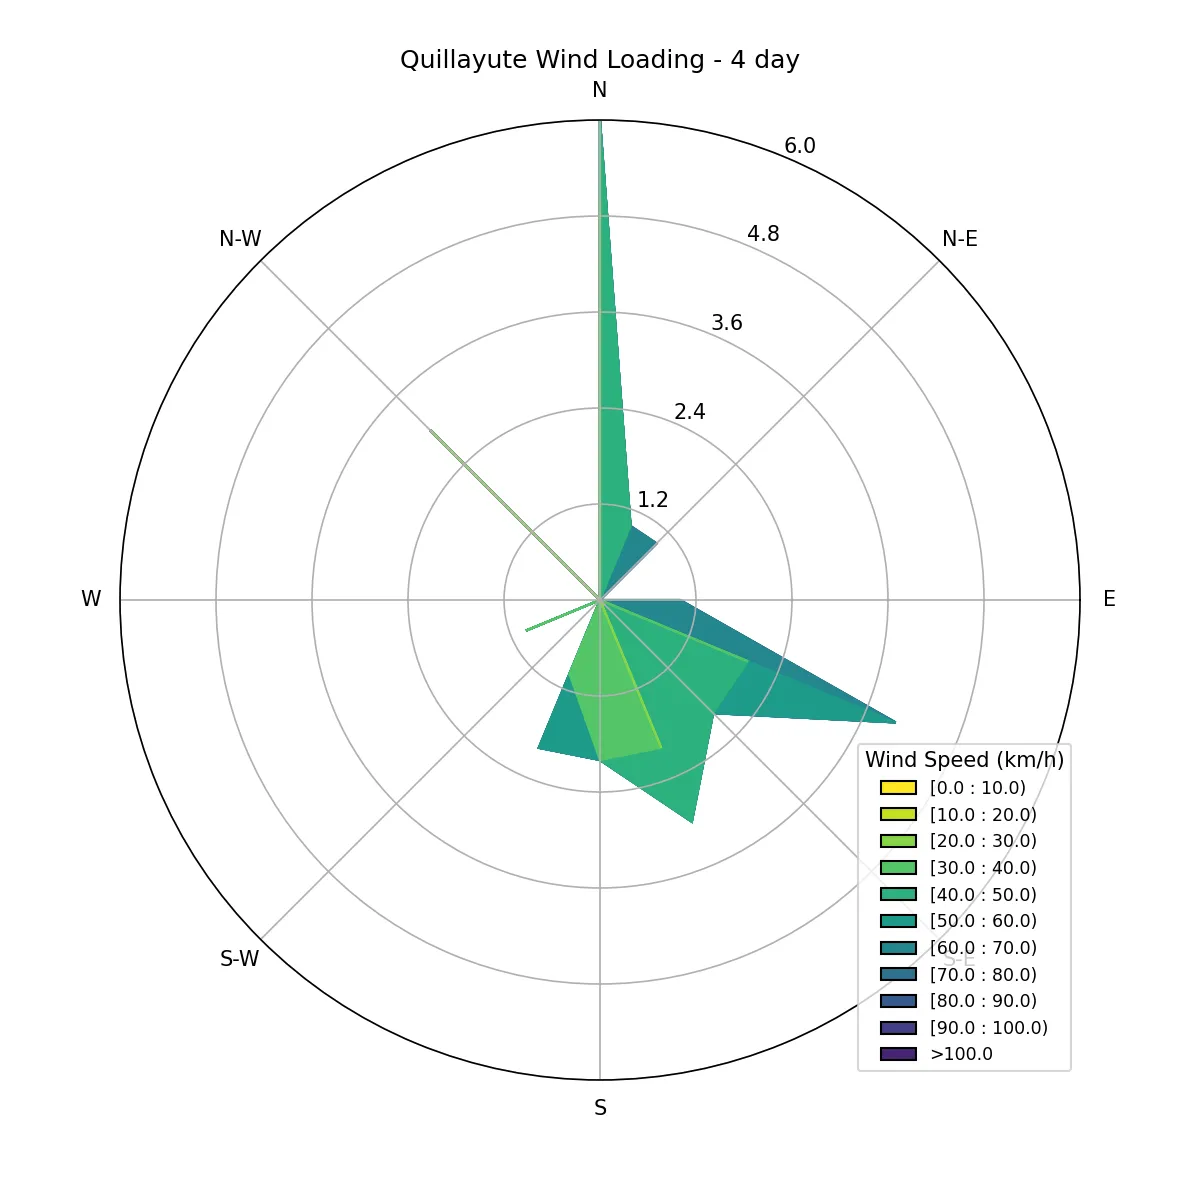 Quillayute Wind Loading - 4 day
N
6.0
N-W
N-E
4.8
3.6
2.4
1.2
W
E
Wind Speed (km/h)
[0.0 : 10.0)
[10.0 : 20.0)
[20.0 : 30.0)
[30.0 : 40.0)
[40.0 : 50.0)
[50.0 : 60.0)
[60.0 : 70.0)
[70.0 : 80.0)
[80.0 : 90.0)
[90.0 : 100.0)
>100.0
S-W
S-E
S